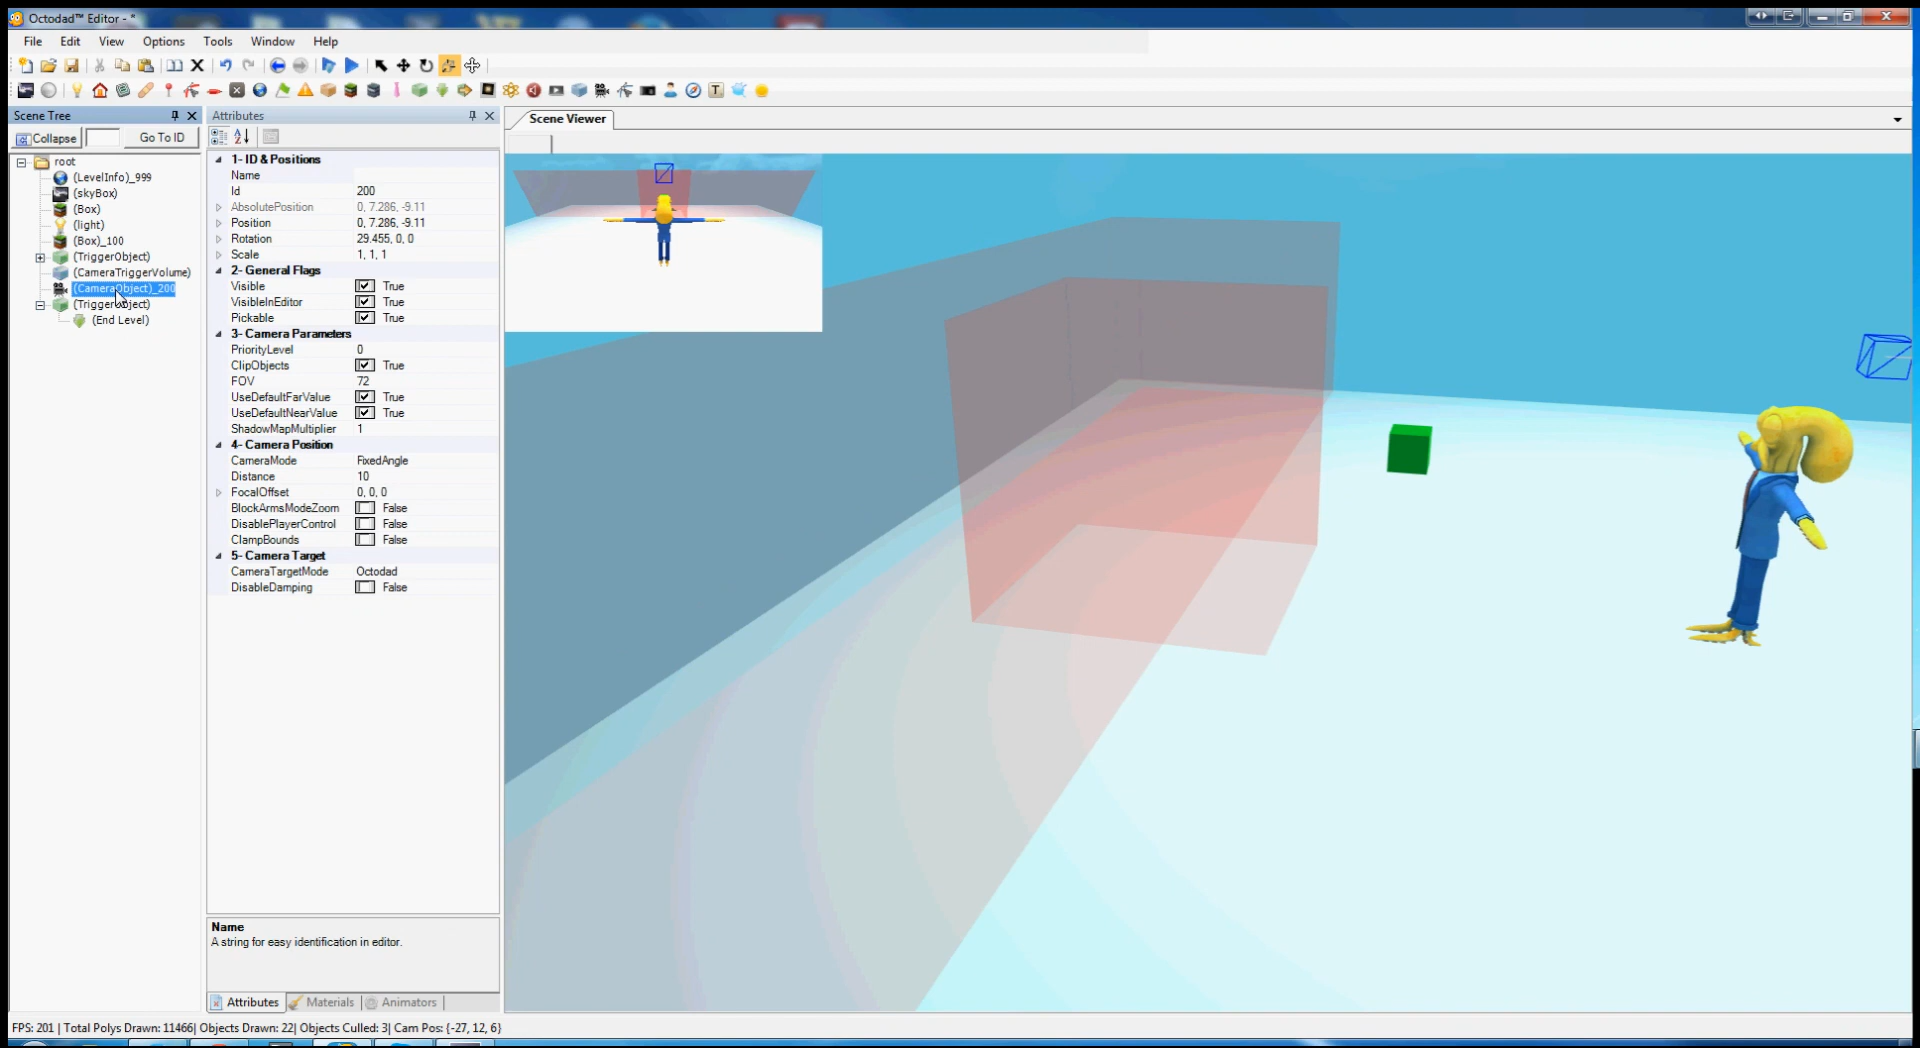 Octodad™ Editor - *
File Edit View Options Tools Window Help
Scene Tree
Attributes
Scene Viewer
Collapse Go To ID
root
(LevelInfo)_999
(skyBox)
(Box)
(light)
(Box)_100
(TriggerObject)
(CameraTriggerVolume)
(CameraObject)_200
(TriggerObject)
(End Level)
1- ID & Positions
Name
Id 200
AbsolutePosition 0, 7.286, -9.11
Position 0, 7.286, -9.11
Rotation 29.455, 0, 0
Scale 1, 1, 1
2- General Flags
Visible True
VisibleInEditor True
Pickable True
3- Camera Parameters
PriorityLevel 0
ClipObjects True
FOV 72
UseDefaultFarValue True
UseDefaultNearValue True
ShadowMapMultiplier 1
4- Camera Position
CameraMode FixedAngle
Distance 10
FocalOffset 0, 0, 0
BlockArmsModeZoom False
DisablePlayerControl False
ClampBounds False
5- Camera Target
CameraTargetMode Octodad
DisableDamping False
Name
A string for easy identification in editor.
Attributes Materials Animators
FPS: 201 | Total Polys Drawn: 11466| Objects Drawn: 22| Objects Culled: 3| Cam Pos: {-27, 12, 6}